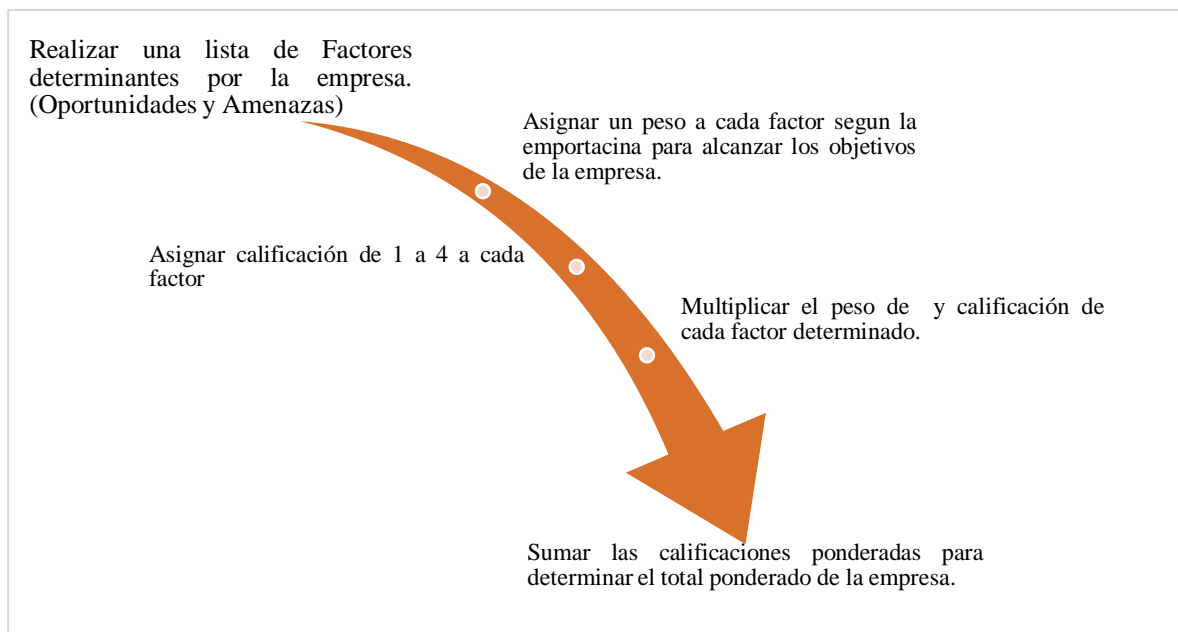 Realizar una lista de Factores
determinantes por la empresa.
(Oportunidades y Amenazas)
Asignar un peso a cada factor segun la
emportacina para alcanzar los objetivos
de la empresa.
Asignar calificación de 1 a 4 a cada
factor
Multiplicar el peso de y calificación de
cada factor determinado.
Sumar las calificaciones ponderadas para
determinar el total ponderado de la empresa.